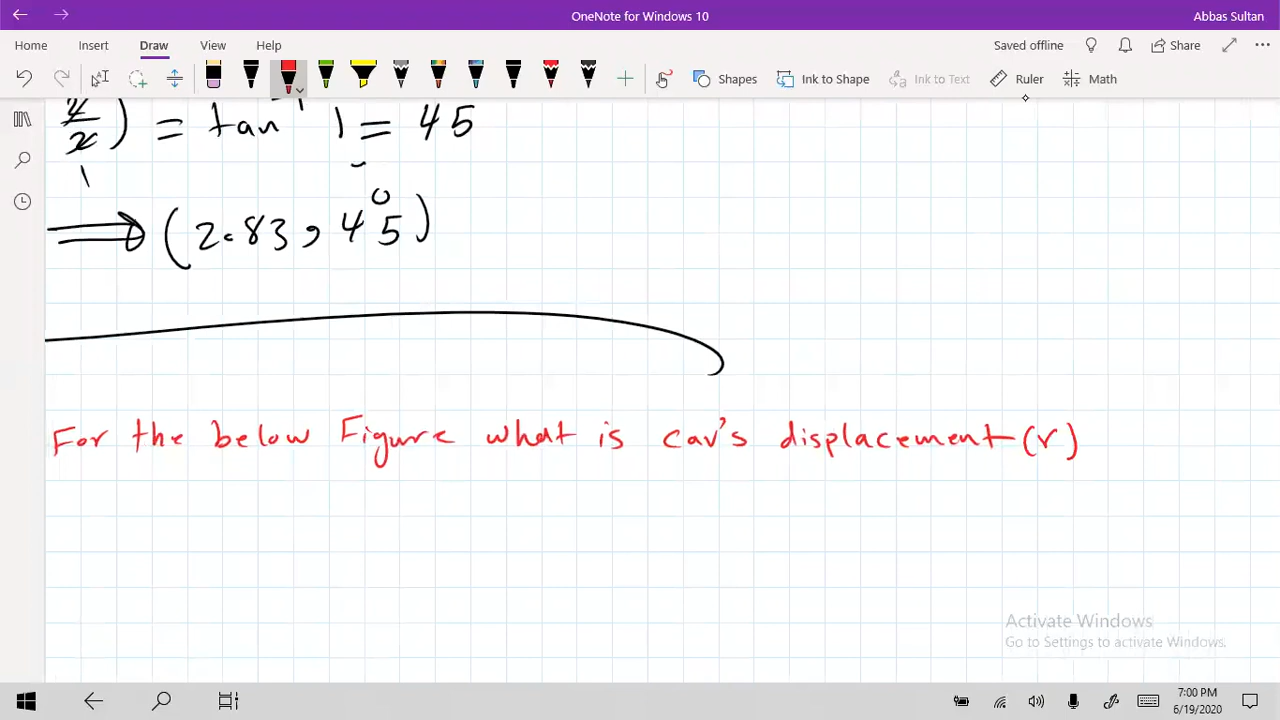 OneNote for Windows 10
Abbas Sultan
Home Insert Draw View Help
Saved offline Share
Shapes Ink to Shape Ink to Text Ruler Math
y/x) = tan⁻¹ 1 = 45
1
⇒ (2.83, 45°)
For the below Figure what is car's displacement (r)
Activate Windows
Go to Settings to activate Windows.
7:00 PM
6/19/2020